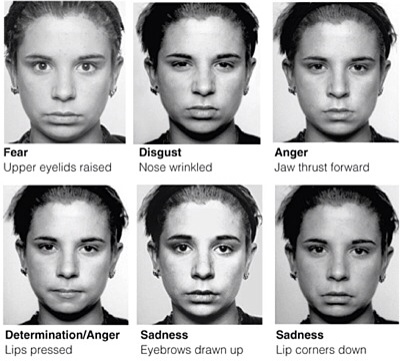 Fear
Upper eyelids raised
Disgust
Nose wrinkled
Anger
Jaw thrust forward
Determination/Anger
Lips pressed
Sadness
Eyebrows drawn up
Sadness
Lip corners down